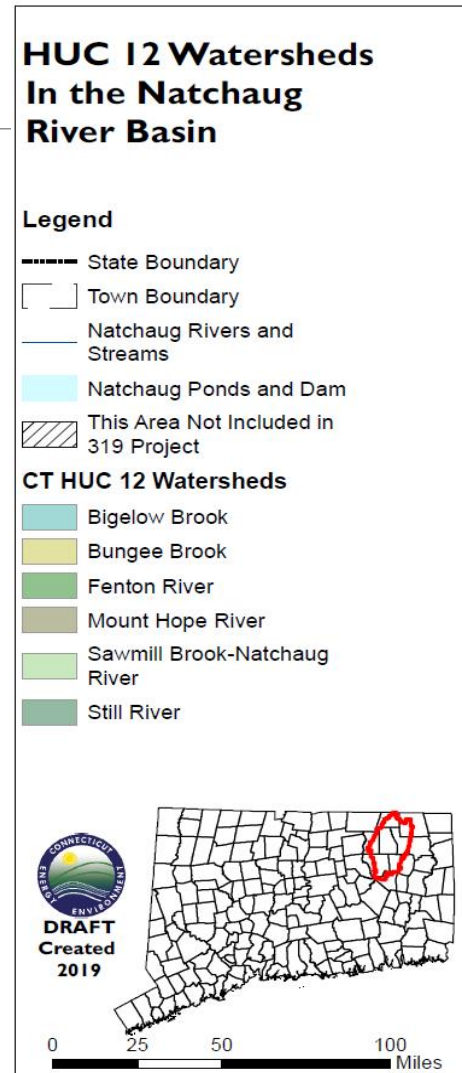 HUC 12 Watersheds
In the Natchaug
River Basin
Legend
State Boundary
Town Boundary
Natchaug Rivers and
Streams
Natchaug Ponds and Dam
This Area Not Included in
319 Project
CT HUC 12 Watersheds
Bigelow Brook
Bungee Brook
Fenton River
Mount Hope River
Sawmill Brook-Natchaug
River
Still River
CONNECTICUT
ENERGY ENVIRONMENT
DRAFT
Created
2019
0 25 50 100
Miles